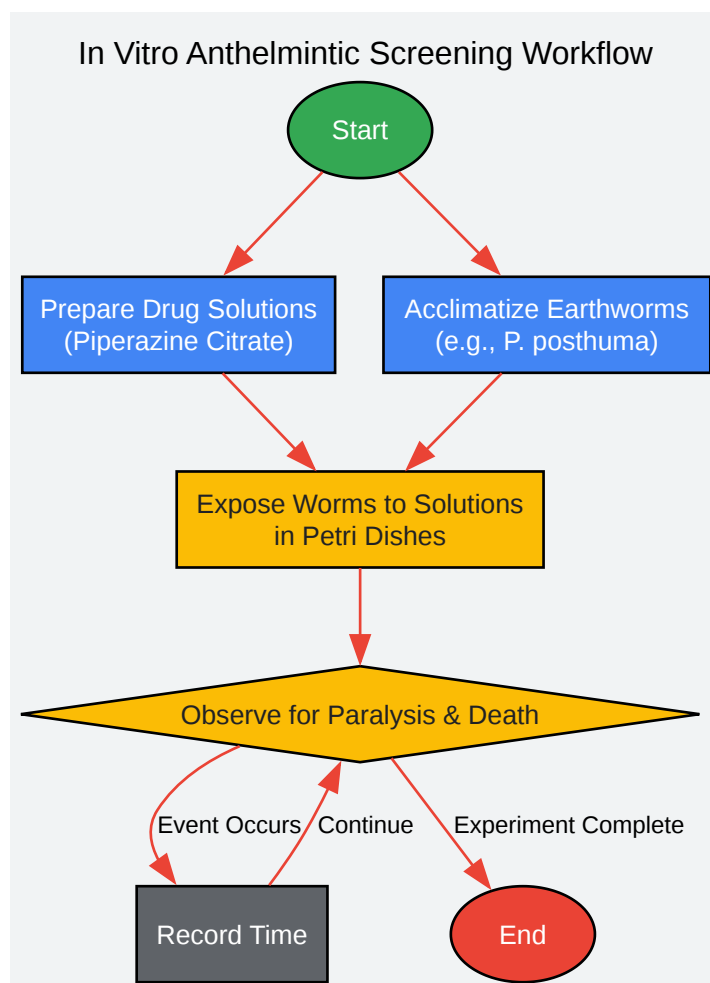 In Vitro Anthelmintic Screening Workflow
Start
Prepare Drug Solutions
(Piperazine Citrate)
Acclimatize Earthworms
(e.g., P. posthuma)
Expose Worms to Solutions
in Petri Dishes
Observe for Paralysis & Death
Event Occurs
Continue
Experiment Complete
Record Time
End